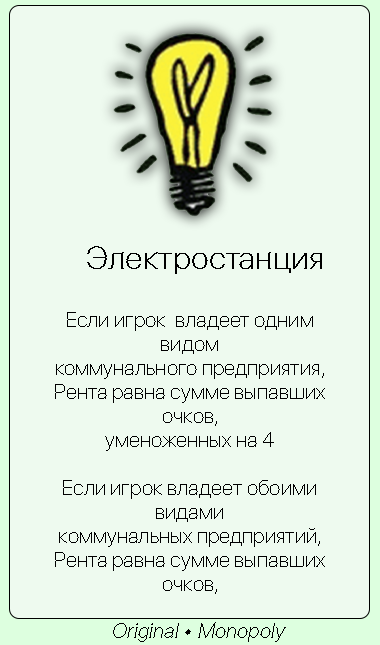 Электростанция
Если игрок владеет одним
видом
коммунального предприятия,
Рента равна сумме выпавших
очков,
уменоженных на 4
Если игрок владеет обоими
видами
коммунальных предприятий,
Рента равна сумме выпавших
очков,
Original • Monopoly